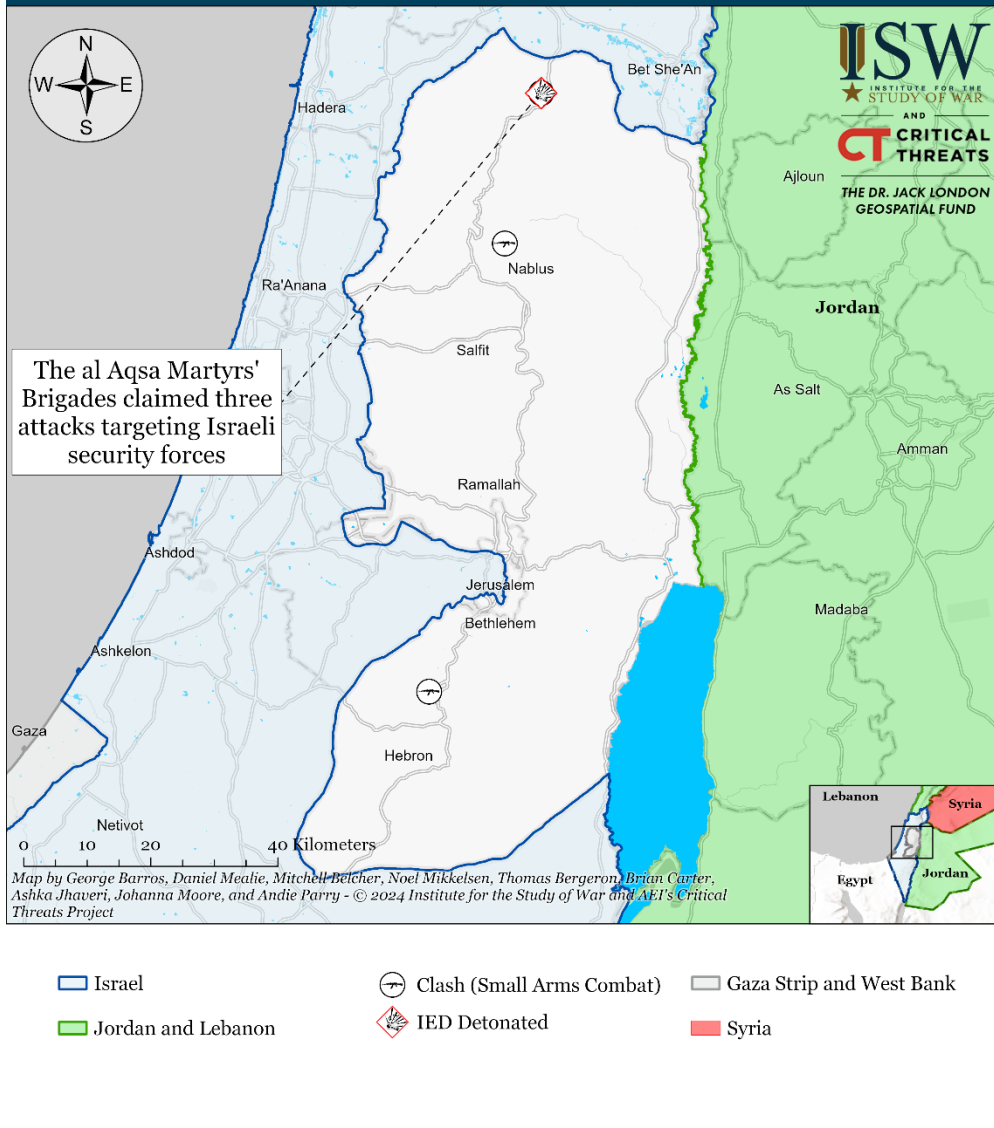 N
W E
S
ISW
INSTITUTE FOR THE
STUDY OF WAR
AND
CT CRITICAL
THREATS
THE DR. JACK LONDON
GEOSPATIAL FUND
Bet She'An
Hadera
Ajloun
Nablus
Ra'Anana
Jordan
Salfit
As Salt
The al Aqsa Martyrs'
Brigades claimed three
attacks targeting Israeli
security forces
Amman
Ramallah
Ashdod
Jerusalem
Bethlehem
Madaba
Ashkelon
Gaza
Hebron
Netivot
0 10 20 40 Kilometers
Lebanon
Syria
Egypt
Jordan
Map by George Barros, Daniel Mealie, Mitchell Belcher, Noel Mikkelsen, Thomas Bergeron, Brian Carter,
Ashka Jhaveri, Johanna Moore, and Andie Parry - © 2024 Institute for the Study of War and AEI's Critical
Threats Project
Israel
Clash (Small Arms Combat)
Gaza Strip and West Bank
Jordan and Lebanon
IED Detonated
Syria